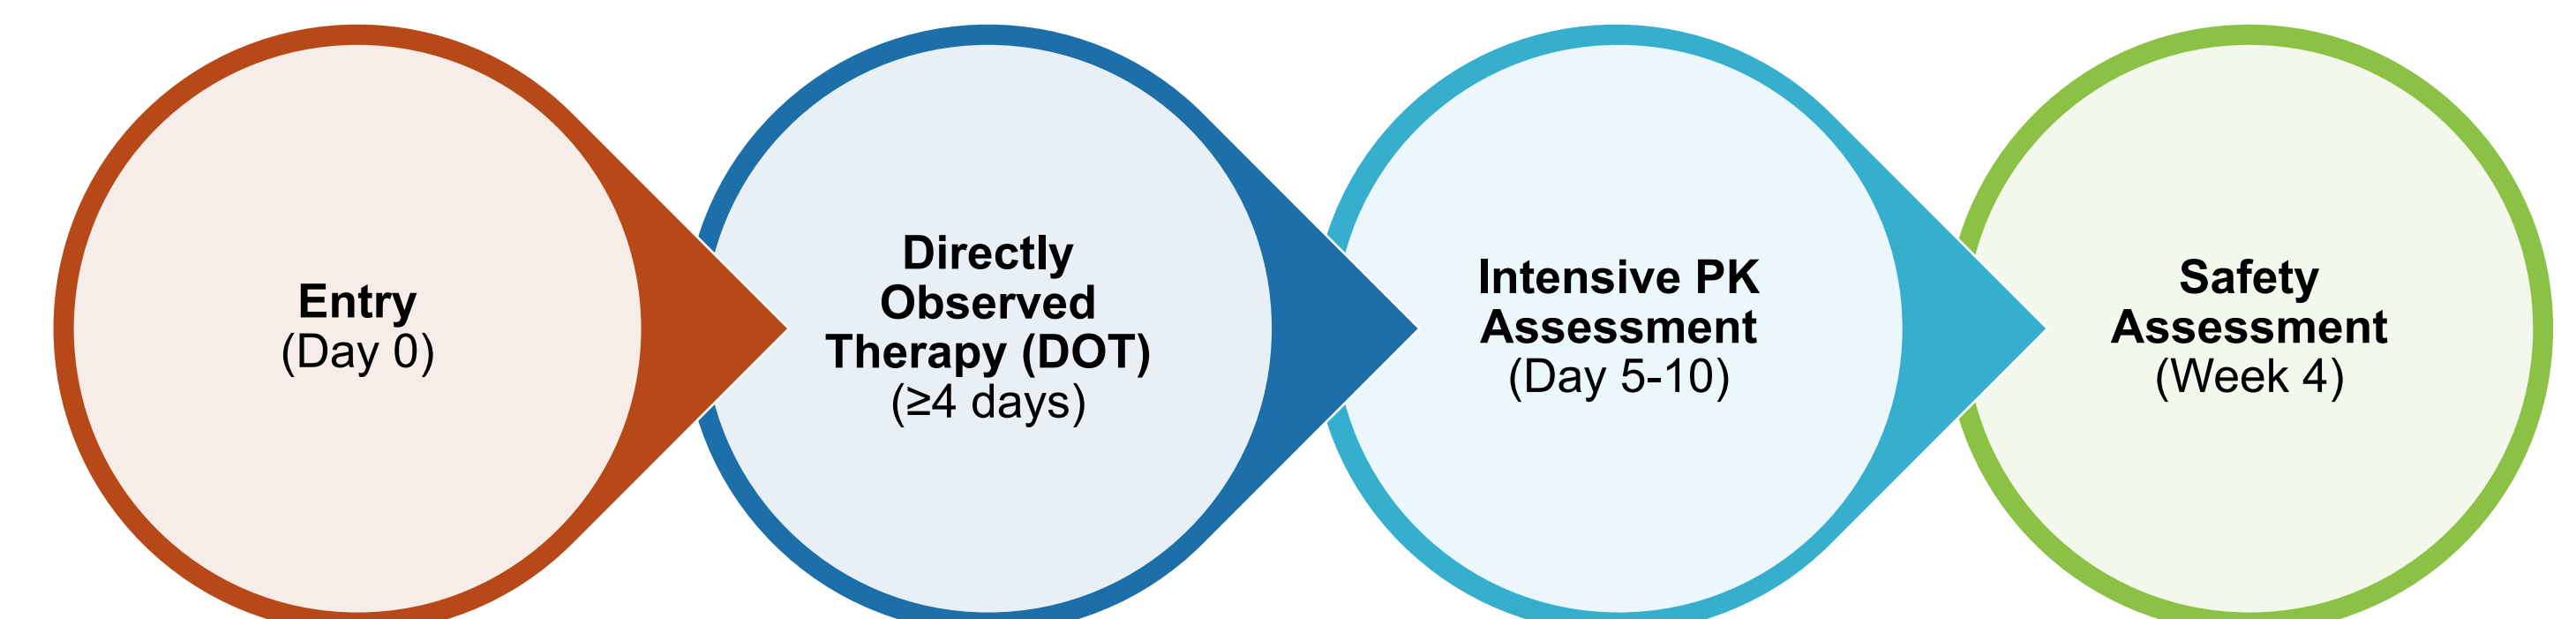 Entry
(Day 0)
Directly
Observed
Therapy (DOT)
(≥4 days)
Intensive PK
Assessment
(Day 5-10)
Safety
Assessment
(Week 4)